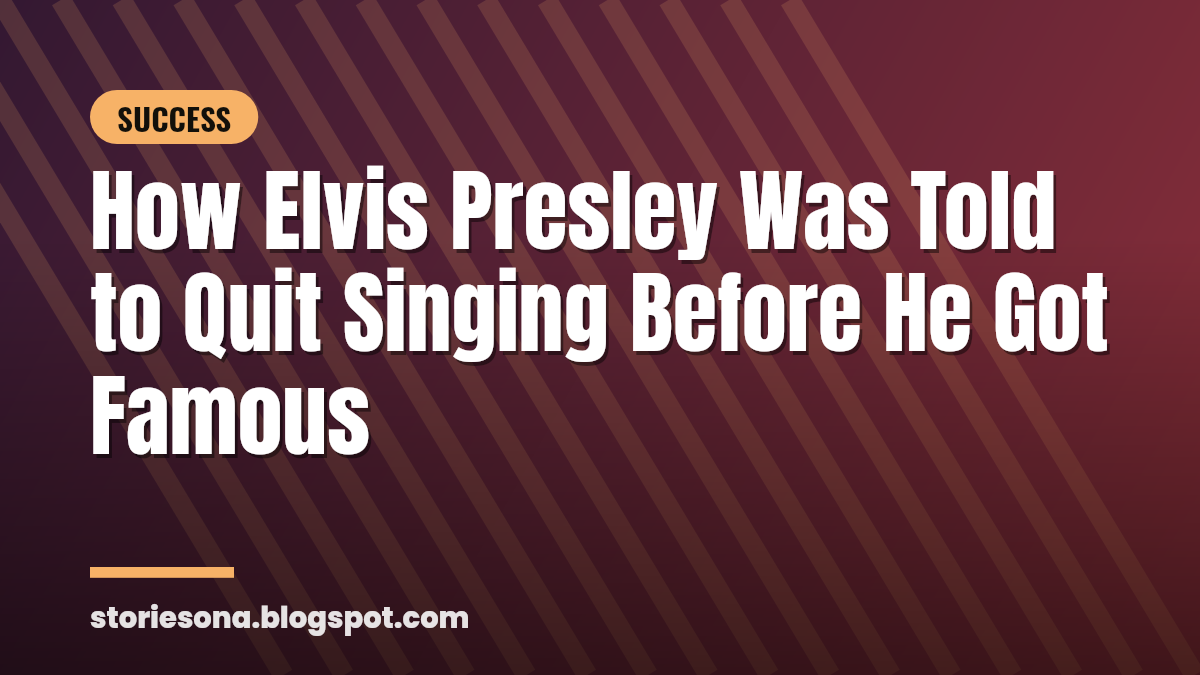 SUCCESS
How Elvis Presley Was Told
to Quit Singing Before He Got
Famous
storiesona.blogspot.com